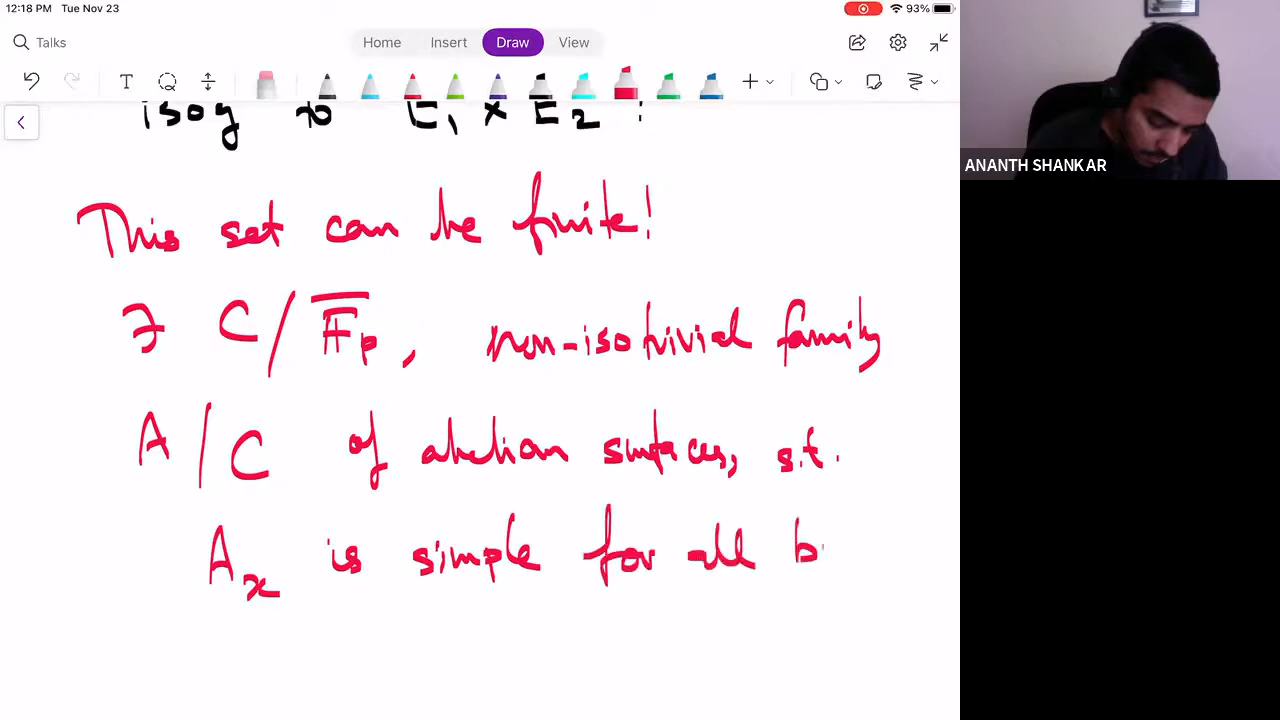 12:18 PM Tue Nov 23
93%
Talks
Home Insert Draw View
isog to E₁ × E₂ !
ANANTH SHANKAR
This set can be finite!
∃ C / F̅p, non-isotrivial family
A / C of abelian surfaces, s.t.
Aₓ is simple for all b